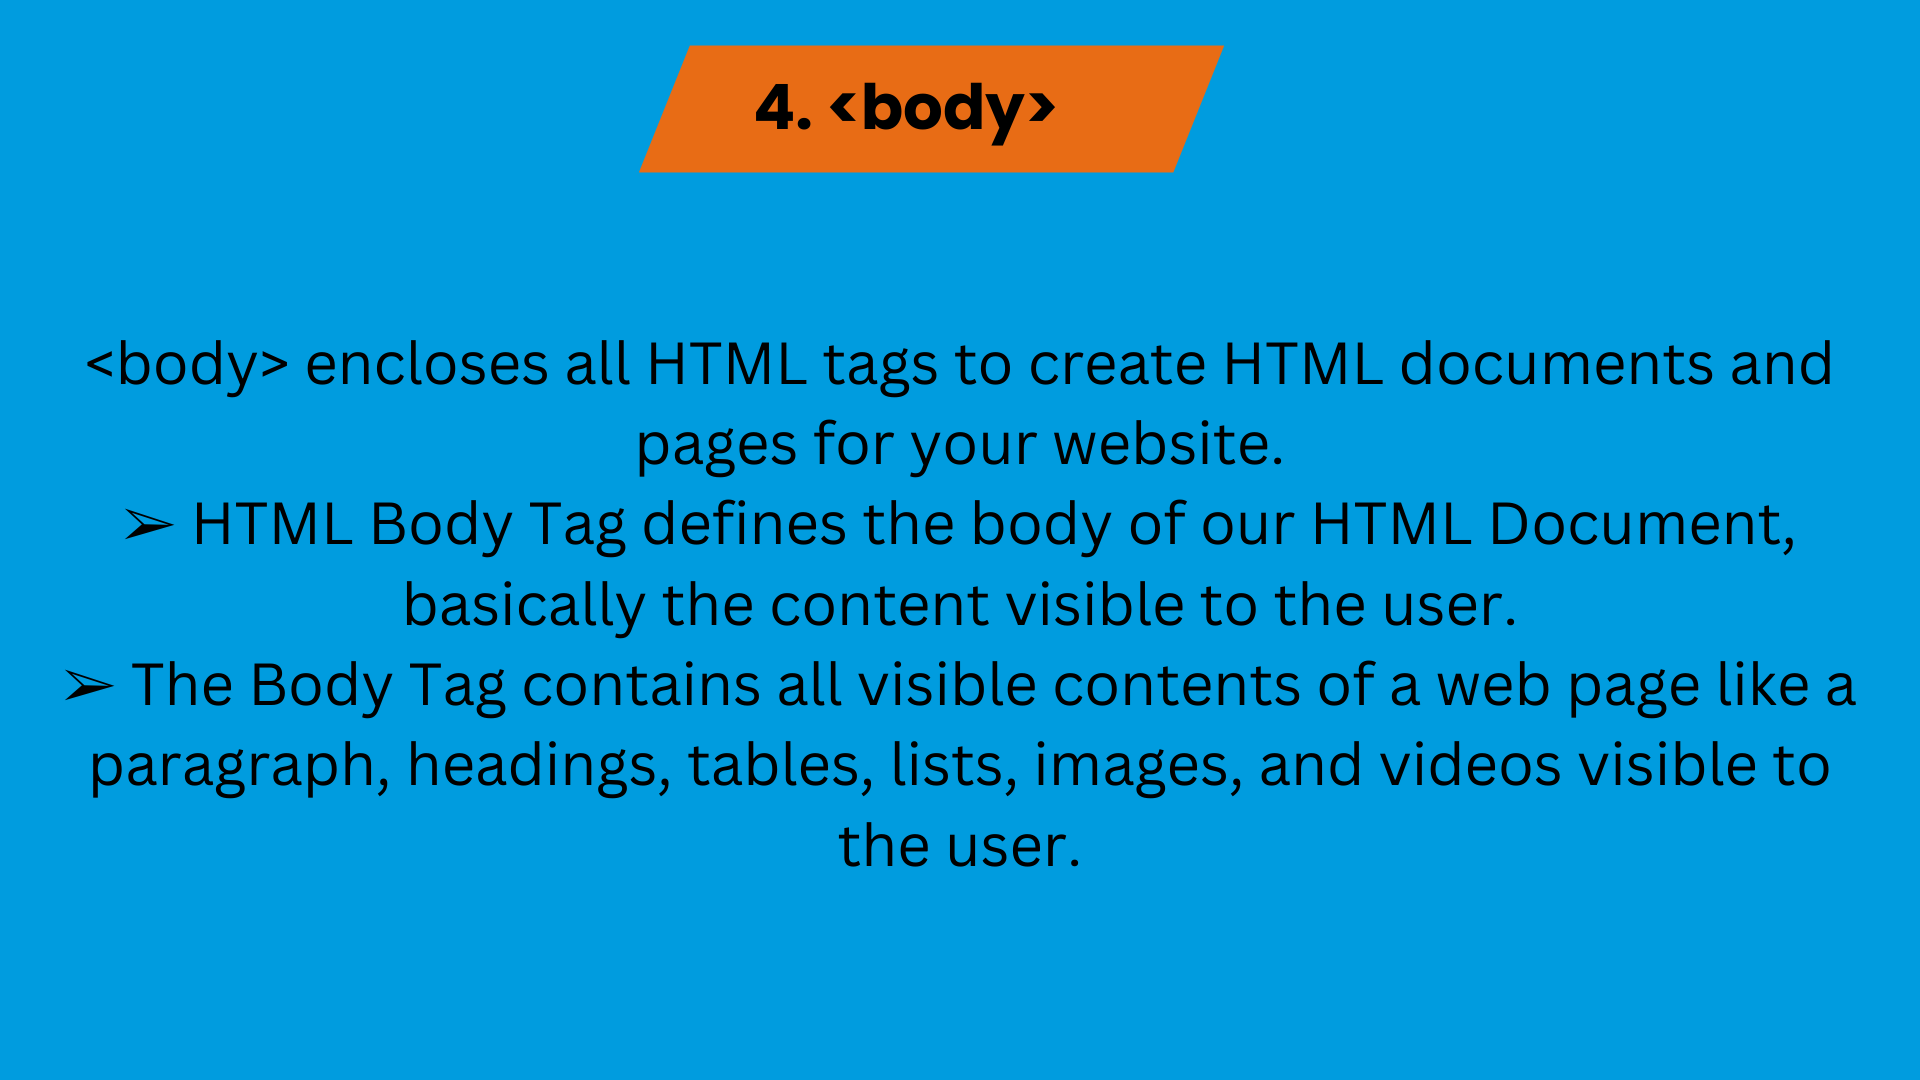 4. <body>
<body> encloses all HTML tags to create HTML documents and
pages for your website.
➢ HTML Body Tag defines the body of our HTML Document,
basically the content visible to the user.
➢ The Body Tag contains all visible contents of a web page like a
paragraph, headings, tables, lists, images, and videos visible to
the user.